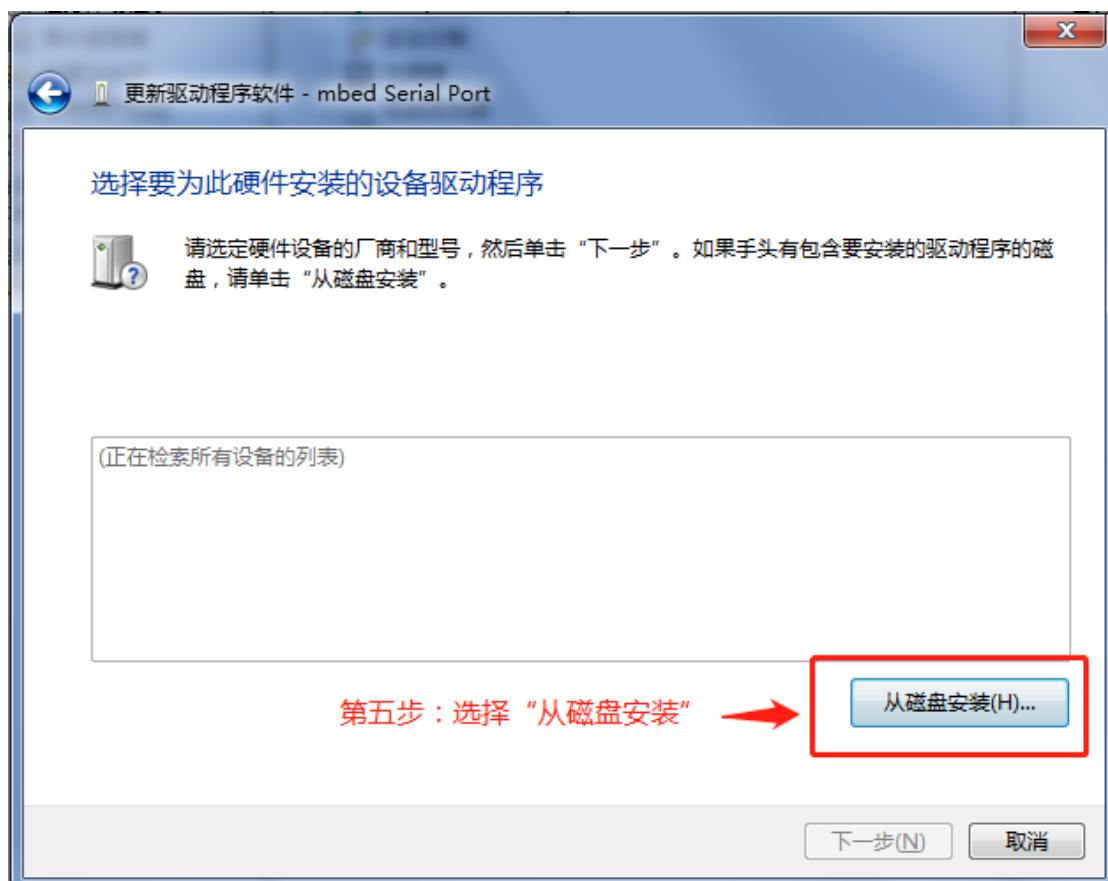 更新驱动程序软件 - mbed Serial Port
选择要为此硬件安装的设备驱动程序
请选定硬件设备的厂商和型号，然后单击“下一步”。如果手头有包含要安装的驱动程序的磁
盘，请单击“从磁盘安装”。
(正在检索所有设备的列表)
第五步：选择“从磁盘安装”
从磁盘安装(H)...
下一步(N)
取消